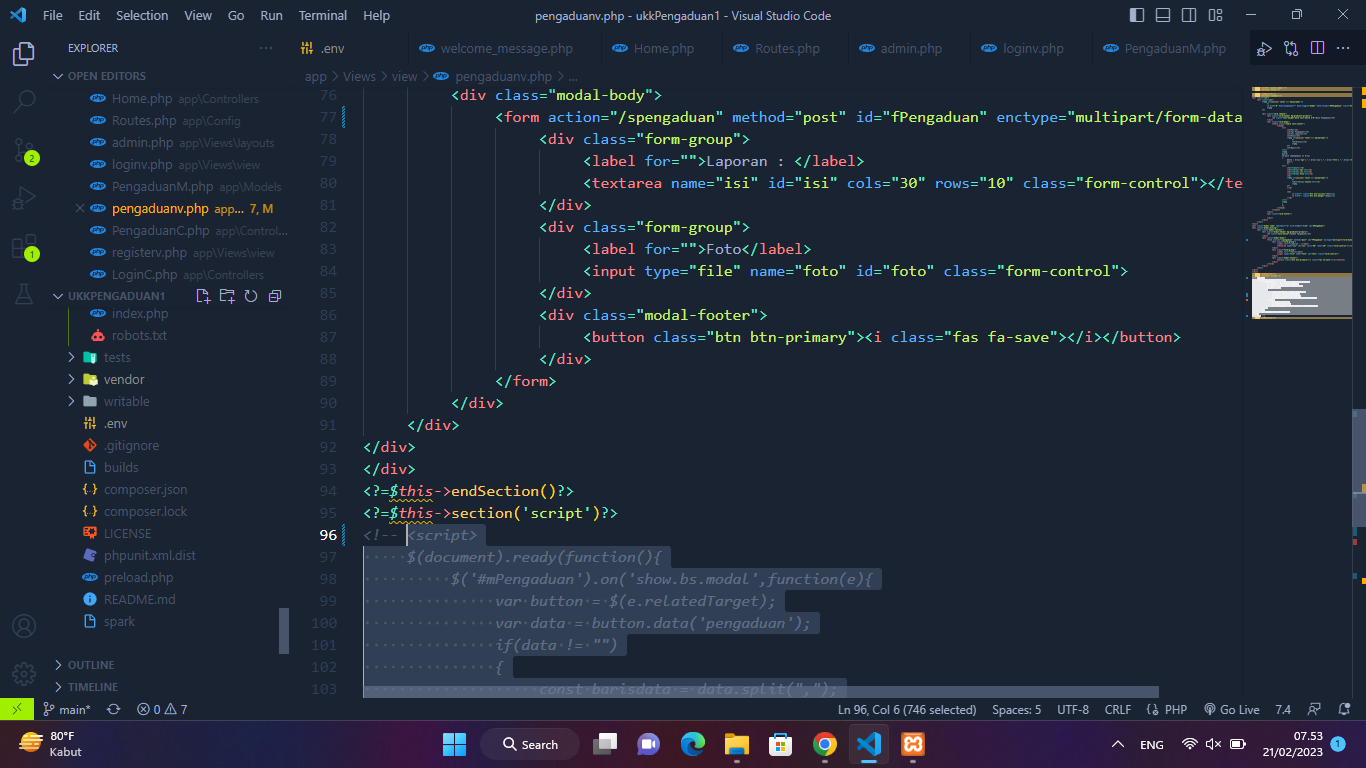 File Edit Selection View Go Run Terminal Help
pengaduanv.php - ukkPengaduan1 - Visual Studio Code
EXPLORER
OPEN EDITORS
Home.php app\Controllers
Routes.php app\Config
admin.php app\Views\layouts
loginv.php app\Views\view
PengaduanM.php app\Models
pengaduanv.php app... 7, M
PengaduanC.php app\Control...
registerv.php app\Views\view
LoginC.php app\Controllers
UKKPENGADUAN1
index.php
robots.txt
tests
vendor
writable
.env
.gitignore
builds
composer.json
composer.lock
LICENSE
phpunit.xml.dist
preload.php
README.md
spark
OUTLINE
TIMELINE
2
1
.env welcome_message.php Home.php Routes.php admin.php loginv.php PengaduanM.php
app > Views > view > pengaduanv.php > ...
76 <div class="modal-body">
77 <form action="/spengaduan" method="post" id="fPengaduan" enctype="multipart/form-data
78 <div class="form-group">
79 <label for="">Laporan : </label>
80 <textarea name="isi" id="isi" cols="30" rows="10" class="form-control"></te
81 </div>
82 <div class="form-group">
83 <label for="">Foto</label>
84 <input type="file" name="foto" id="foto" class="form-control">
85 </div>
86 <div class="modal-footer">
87 <button class="btn btn-primary"><i class="fas fa-save"></i></button>
88 </div>
89 </form>
90 </div>
91 </div>
92 </div>
93 </div>
94 <?=$this->endSection()?>
95 <?=$this->section('script')?>
96 <!-- <script>
97 $(document).ready(function(){
98 $('#mPengaduan').on('show.bs.modal',function(e){
99 var button = $(e.relatedTarget);
100 var data = button.data('pengaduan');
101 if(data != "")
102 {
103 const barisdata = data.split(",");
main* 0 7 Ln 96, Col 6 (746 selected) Spaces: 5 UTF-8 CRLF {} PHP Go Live 7.4
80°F
Kabut
Search
ENG
07.53
21/02/2023
1